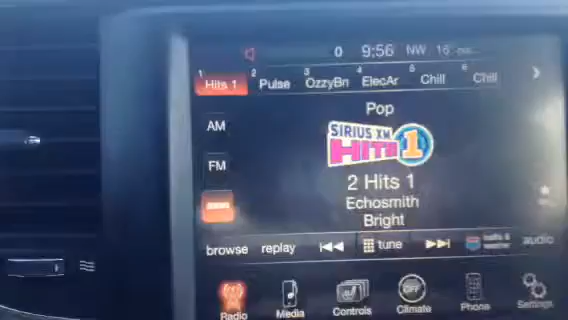 0 9:56 NW 16
1 Hits 1 2 Pulse 3 OzzyBn 4 ElecAr 5 Chill 6 Chill
Pop
AM
SIRIUS XM
HITS 1
FM
2 Hits 1
Echosmith
Bright
browse replay tune traffic & weather audio
OFF
Radio Media Controls Climate Phone Settings